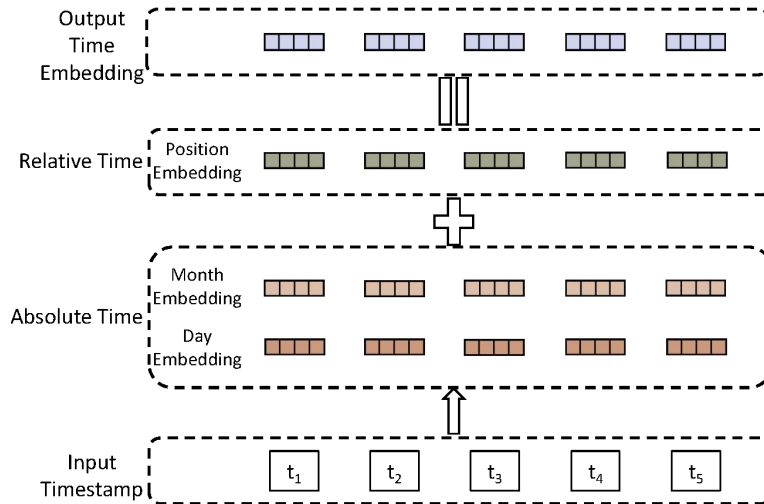 Output
Time
Embedding
Relative Time
Position
Embedding
Absolute Time
Month
Embedding
Day
Embedding
Input
Timestamp
t₁ t₂ t₃ t₄ t₅